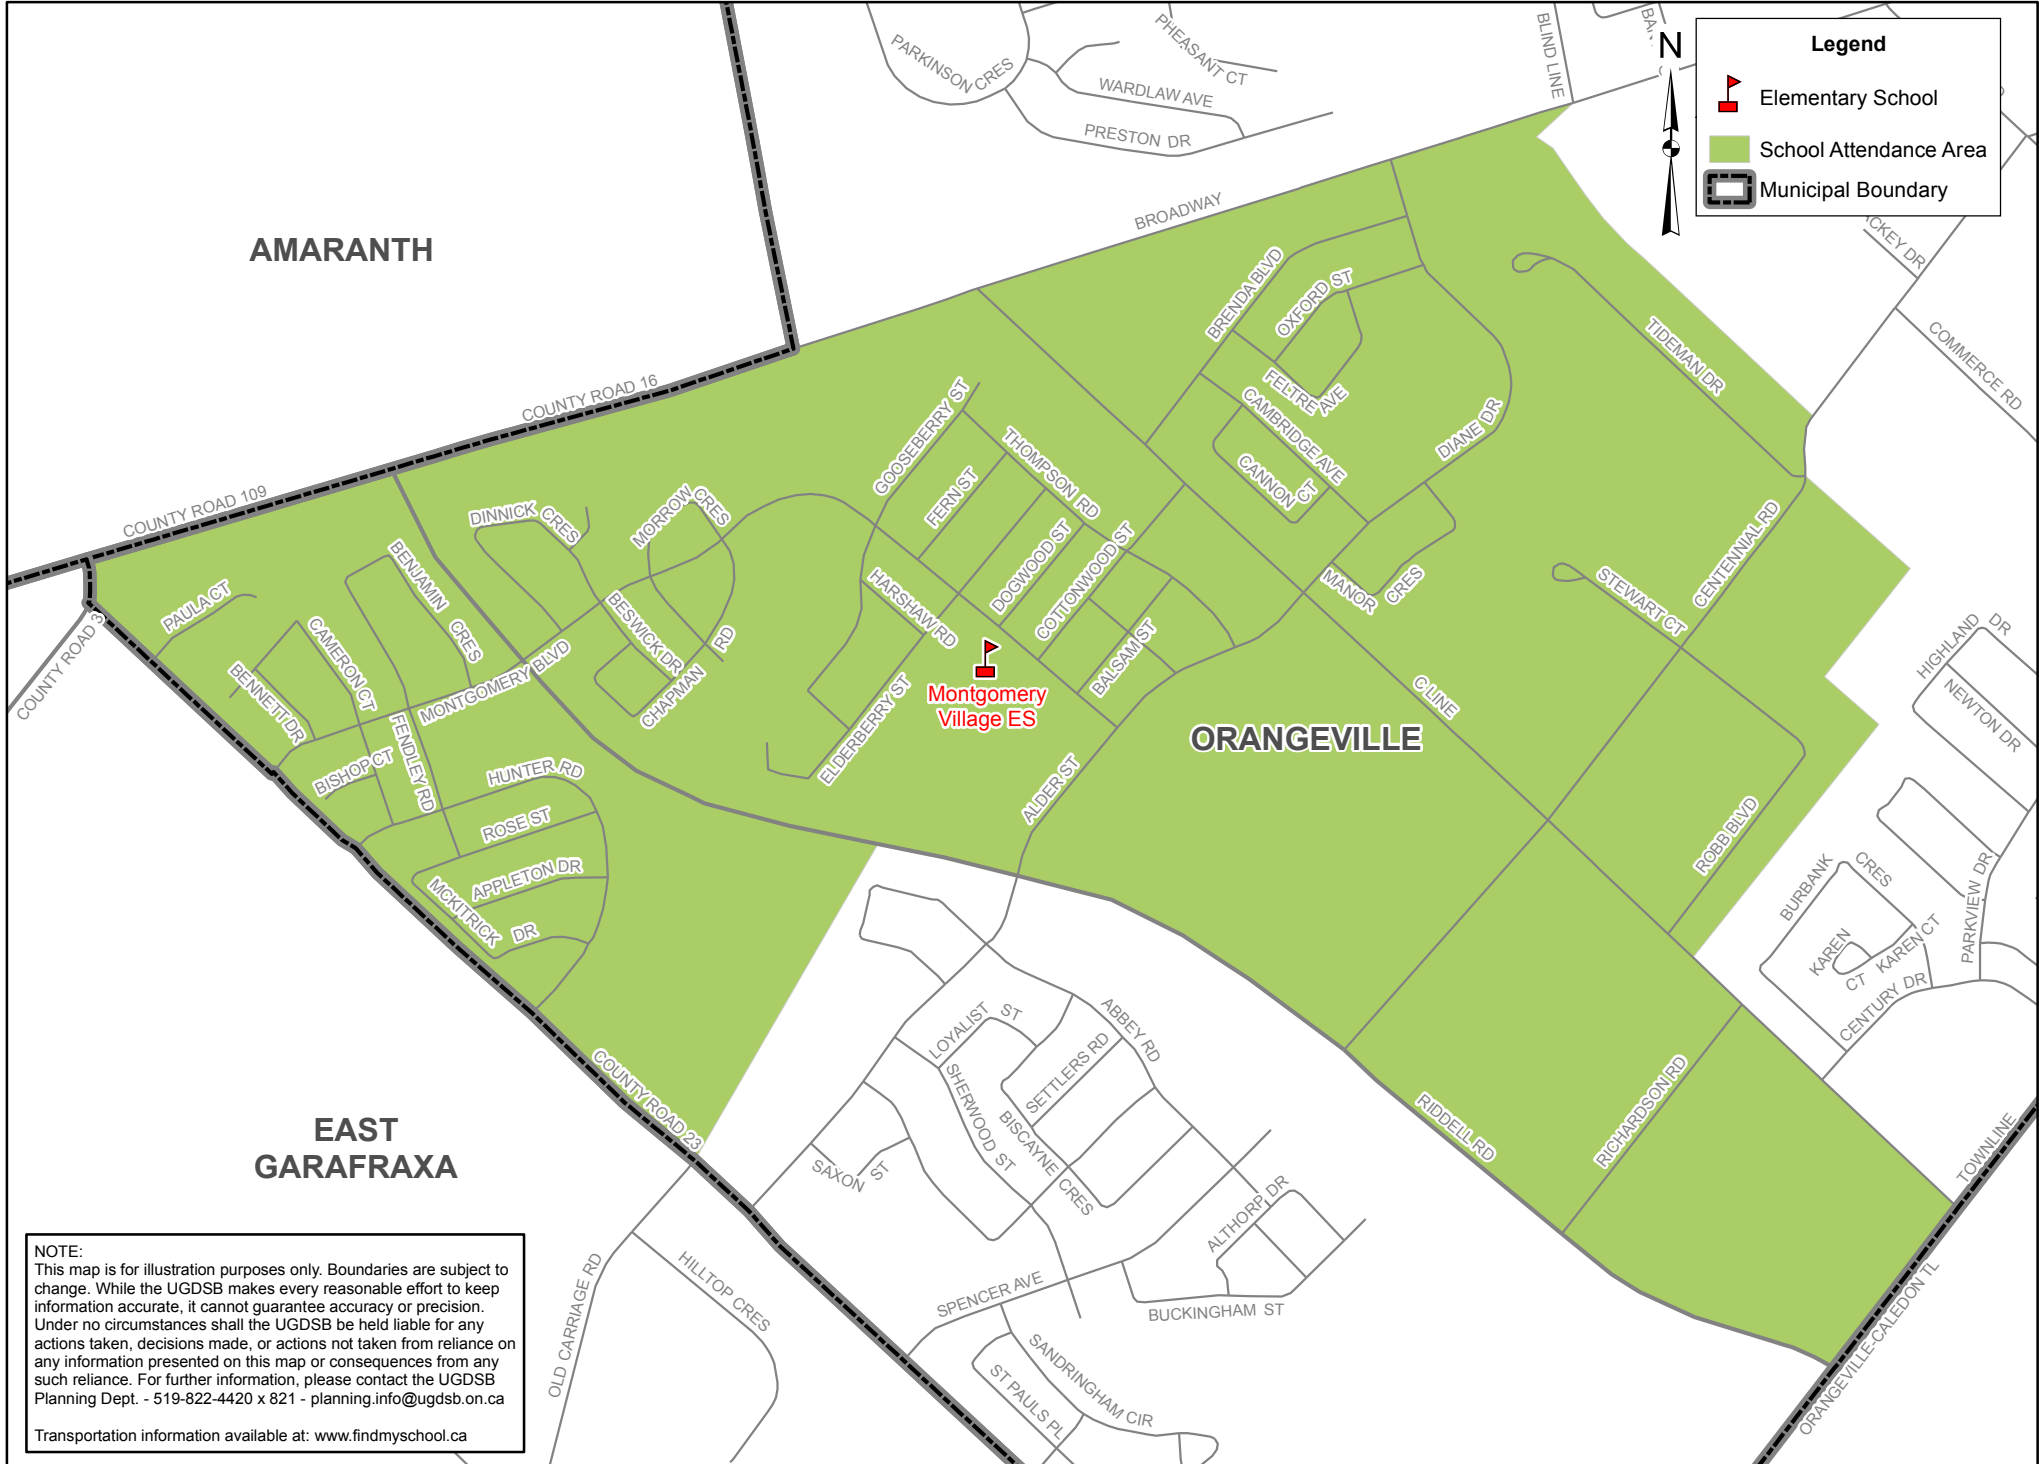 PARKINSON CRES
PHEASANT CT
WARDLAW AVE
PRESTON DR
BLIND LINE
N
Legend
Elementary School
School Attendance Area
Municipal Boundary
AMARANTH
BROADWAY
COUNTY ROAD 16
COUNTY ROAD 109
COUNTY ROAD 3
BRENDA BLVD
OXFORD ST
FELTRE AVE
CAMBRIDGE AVE
CANNON CT
DIANE DR
TIDEMAN DR
COMMERCE RD
CKEY DR
GOOSEBERRY ST
THOMPSON RD
FERN ST
DOGWOOD ST
COTTONWOOD ST
HARSHAW RD
BALSAM ST
ELDERBERRY ST
ALDER ST
MANOR CRES
C LINE
CENTENNIAL RD
STEWART CT
ROBB BLVD
HIGHLAND DR
NEWTON DR
PARKVIEW DR
BURBANK CRES
KAREN CT
KAREN CT
CENTURY DR
DINNICK CRES
MORROW CRES
BENJAMIN CRES
BESWICK DR
CHAPMAN RD
MONTGOMERY BLVD
PAULA CT
CAMERON CT
BENNETT DR
BISHOP CT
FENDLEY RD
HUNTER RD
ROSE ST
APPLETON DR
MCKITRICK DR
Montgomery
Village ES
ORANGEVILLE
COUNTY ROAD 23
EAST
GARAFRAXA
LOYALIST ST
ABBEY RD
SETTLERS RD
SHERWOOD ST
BISCAYNE CRES
SAXON ST
ALTHORP DR
SPENCER AVE
BUCKINGHAM ST
SANDRINGHAM CIR
ST PAULS PL
RIDDELL RD
RICHARDSON RD
TOWNLINE
ORANGEVILLE-CALEDON TL
OLD CARRIAGE RD
HILLTOP CRES
NOTE:
This map is for illustration purposes only. Boundaries are subject to
change. While the UGDSB makes every reasonable effort to keep
information accurate, it cannot guarantee accuracy or precision.
Under no circumstances shall the UGDSB be held liable for any
actions taken, decisions made, or actions not taken from reliance on
any information presented on this map or consequences from any
such reliance. For further information, please contact the UGDSB
Planning Dept. - 519-822-4420 x 821 - planning.info@ugdsb.on.ca
Transportation information available at: www.findmyschool.ca